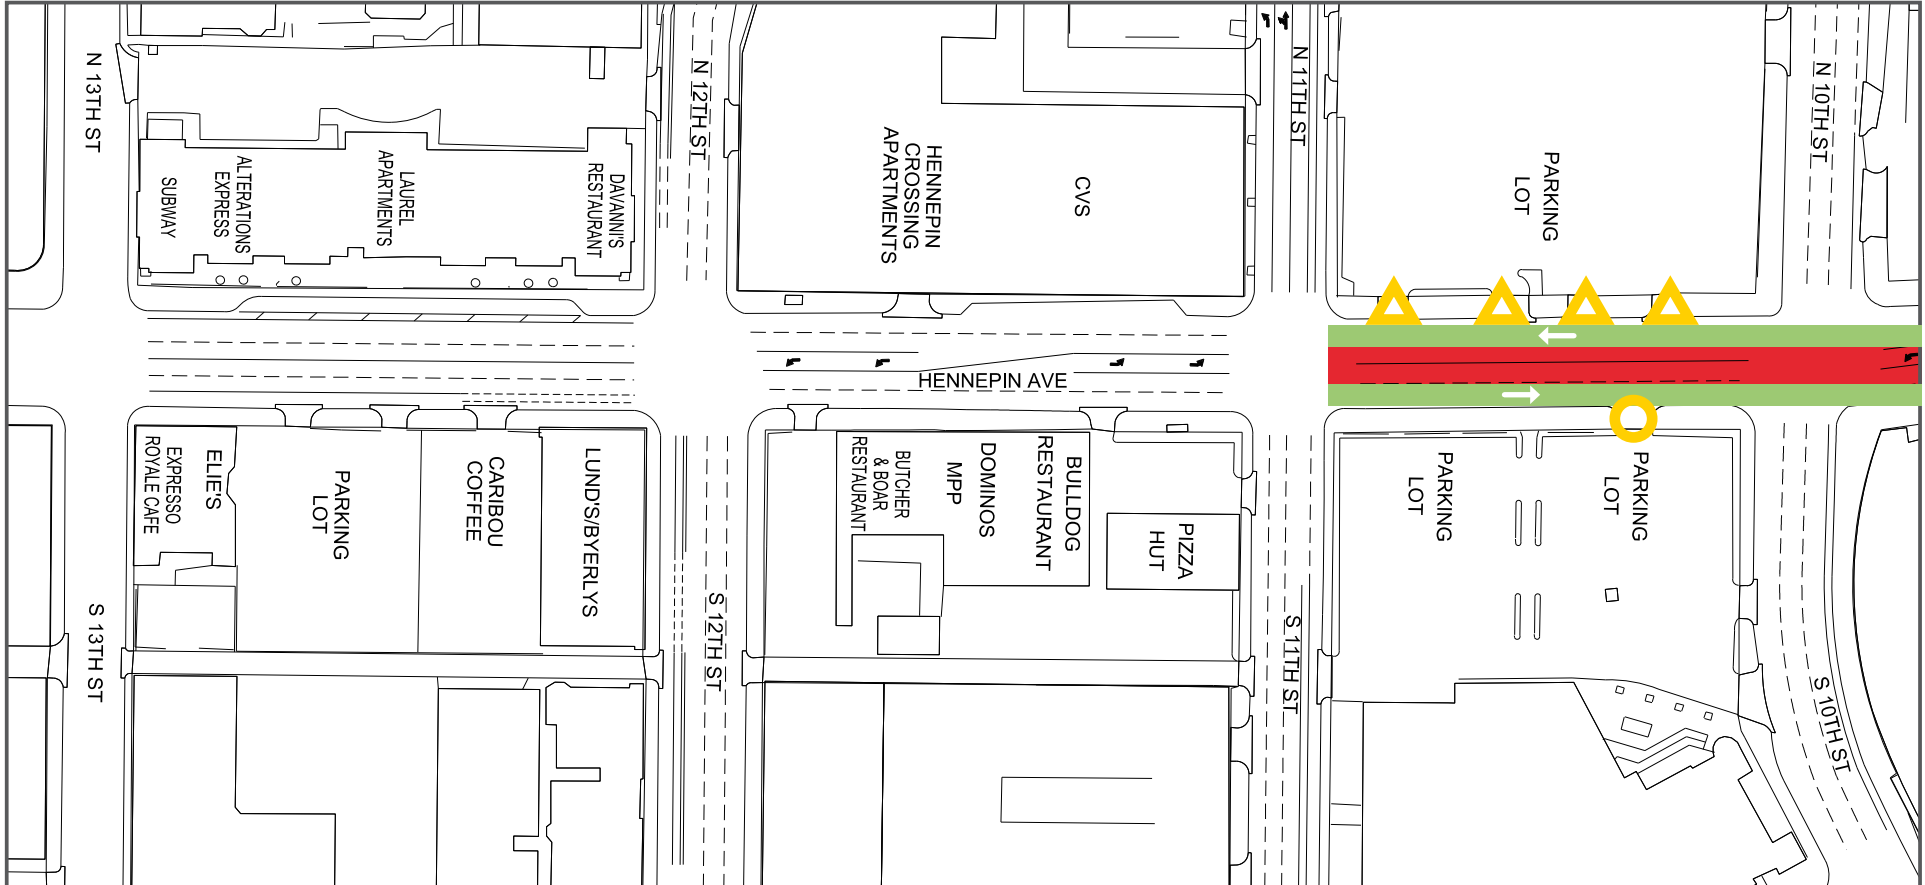 N 13TH ST
N 12TH ST
N 11TH ST
N 10TH ST
SUBWAY
ALTERATIONS
EXPRESS
LAUREL
APARTMENTS
DAVANNI'S
RESTAURANT
HENNEPIN
CROSSING
APARTMENTS
CVS
PARKING
LOT
HENNEPIN AVE
EXPRESSO
ROYALE CAFE
ELIE'S
PARKING
LOT
CARIBOU
COFFEE
LUND'S/BYERLYS
BUTCHER
& BOAR
RESTAURANT
MPP
DOMINOS
BULLDOG
RESTAURANT
PIZZA
HUT
PARKING
LOT
PARKING
LOT
S 13TH ST
S 12TH ST
S 11TH ST
S 10TH ST